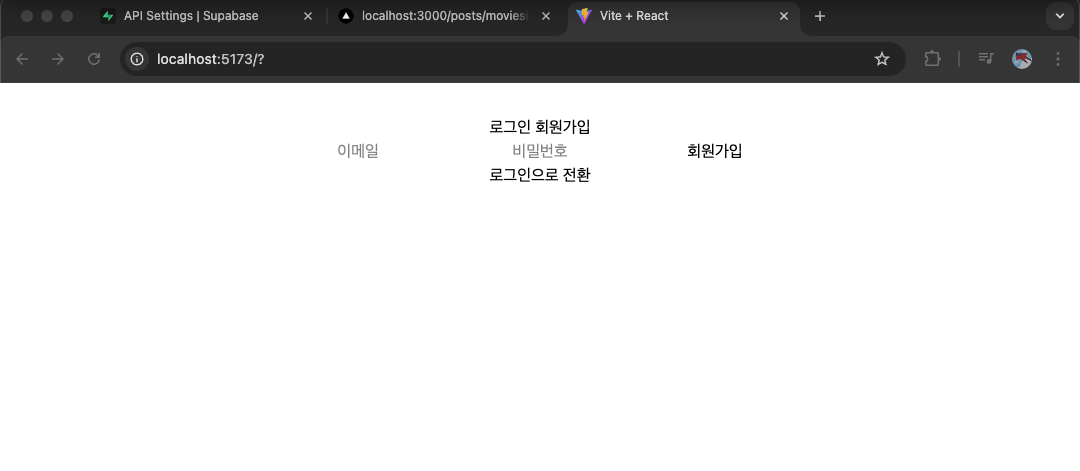 API Settings | Supabase
localhost:3000/posts/movies
Vite + React
localhost:5173/?
로그인 회원가입
이메일 비밀번호 회원가입
로그인으로 전환